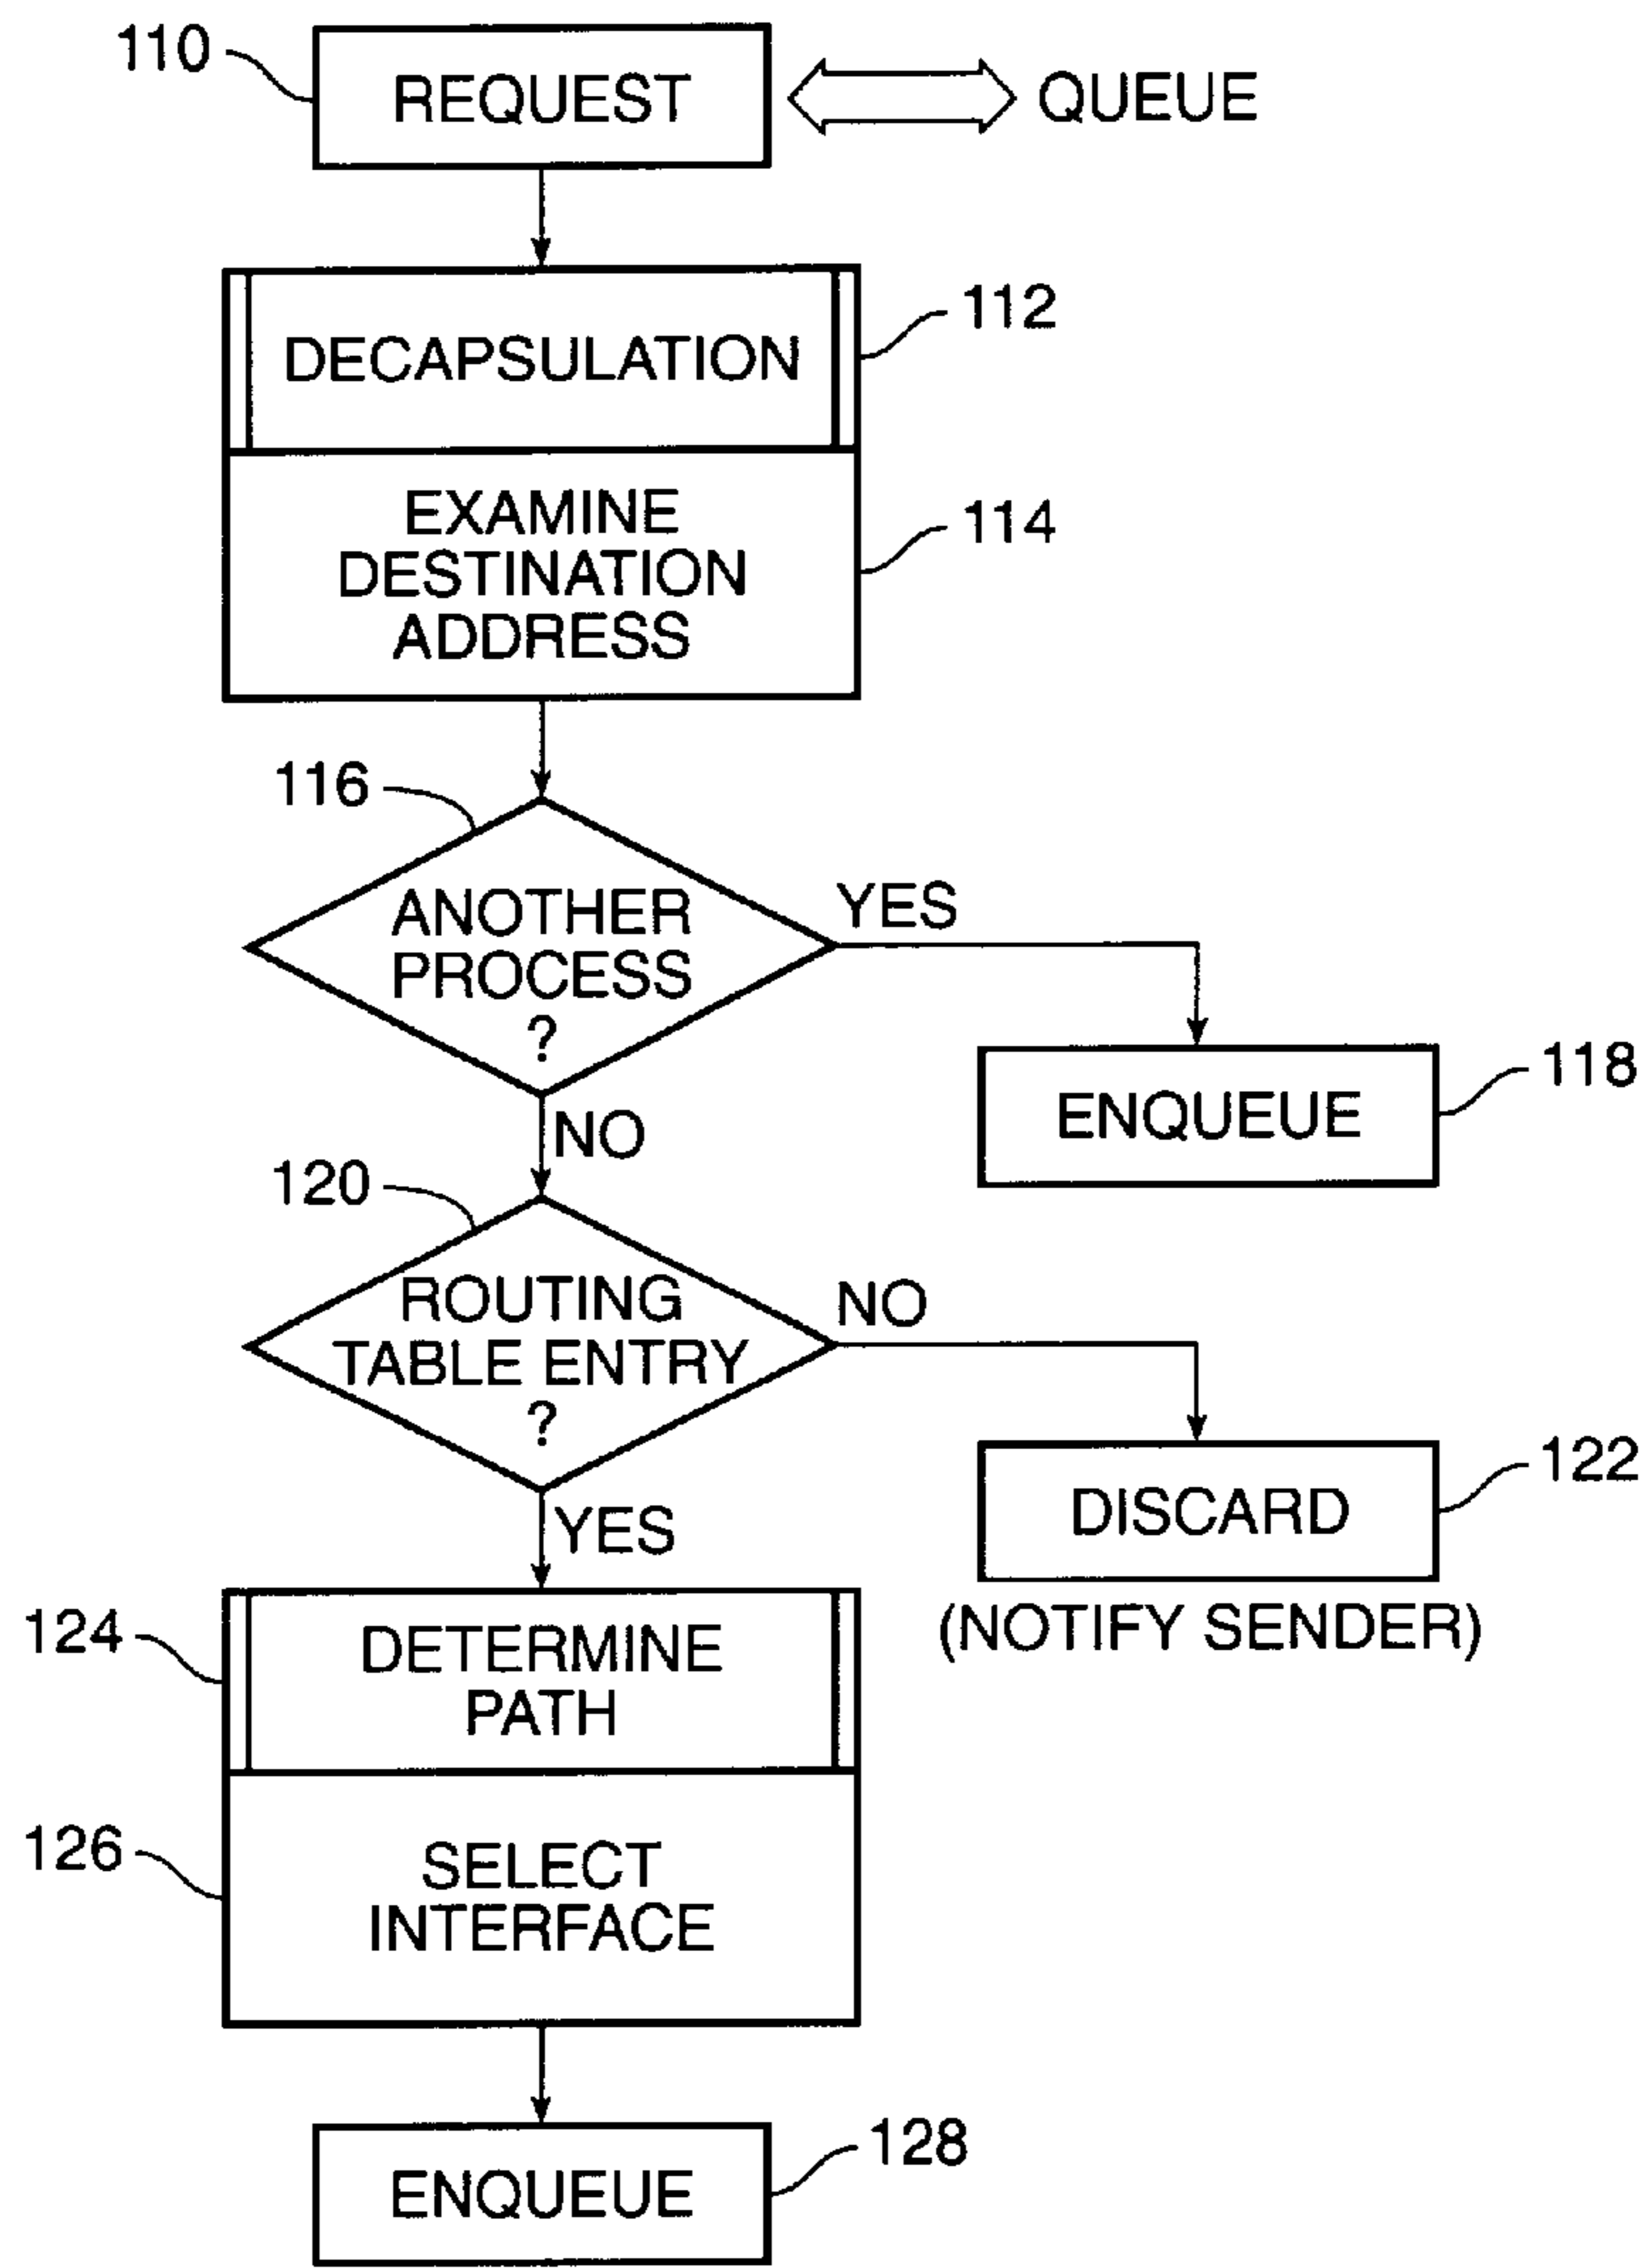 110
REQUEST
QUEUE
DECAPSULATION
112
EXAMINE
DESTINATION
ADDRESS
114
116
ANOTHER
PROCESS
?
YES
ENQUEUE
118
NO
120
ROUTING
TABLE ENTRY
?
NO
DISCARD
122
(NOTIFY SENDER)
YES
124
DETERMINE
PATH
126
SELECT
INTERFACE
ENQUEUE
128